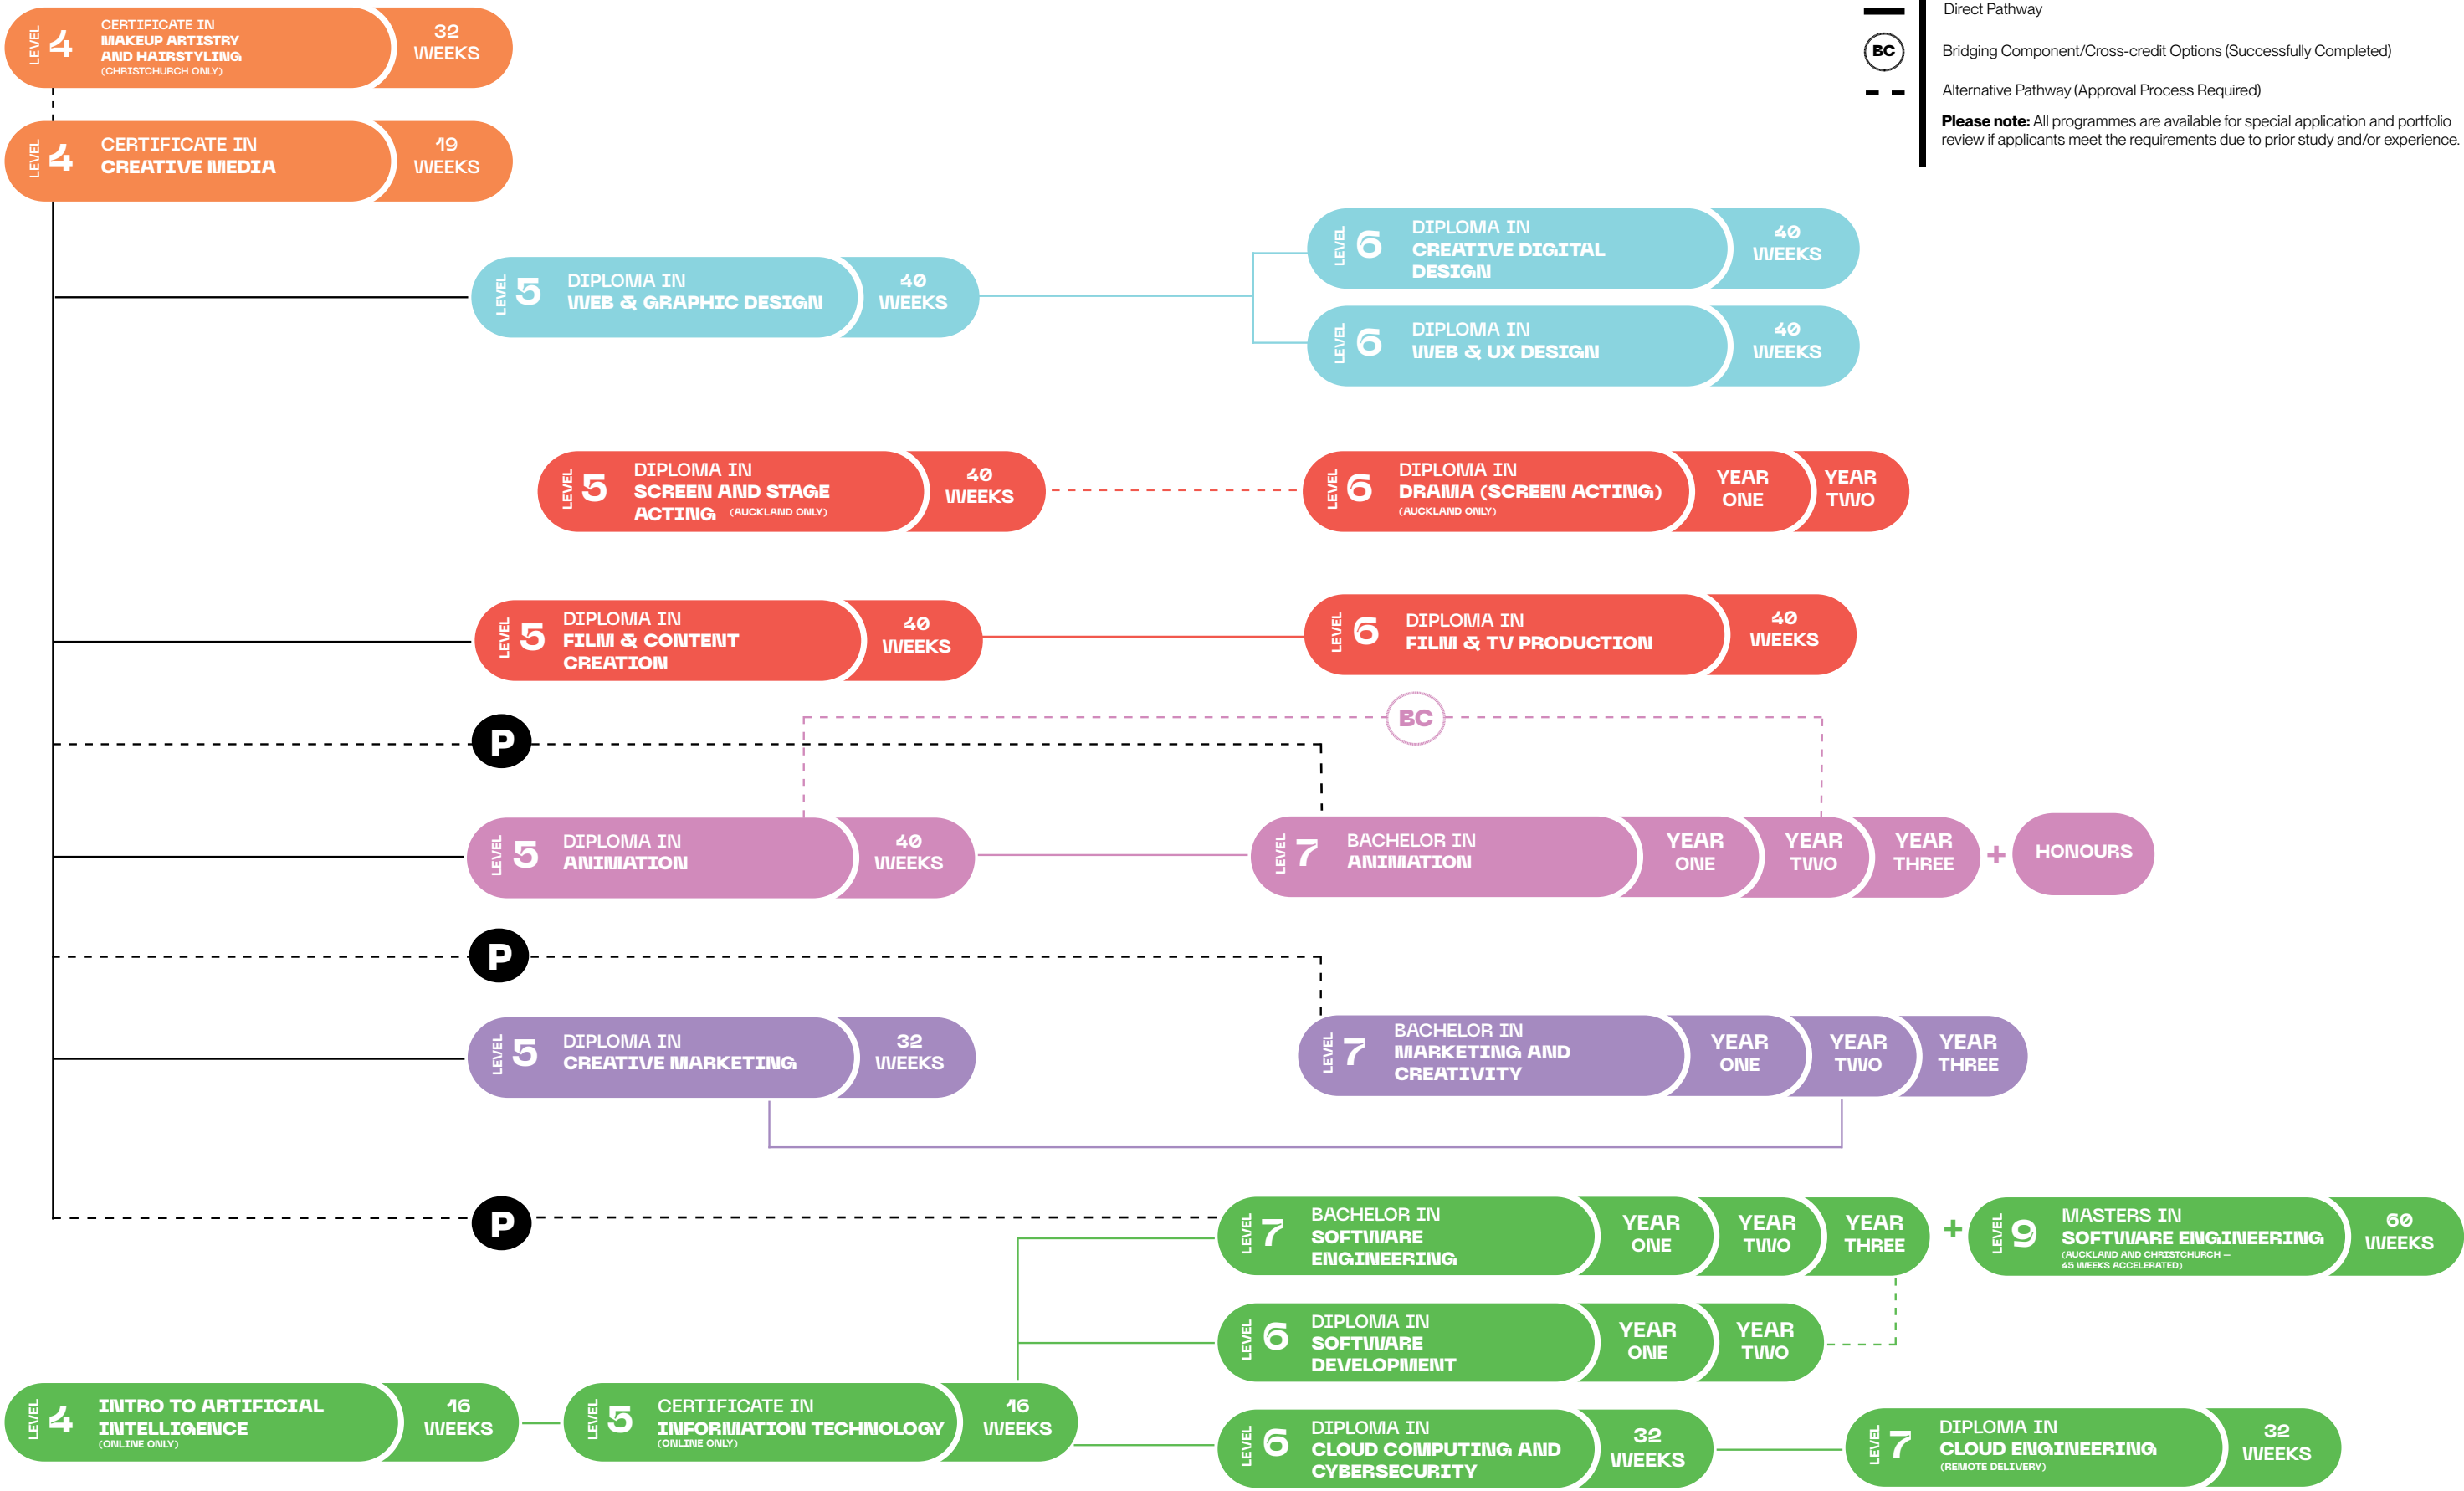 LEVEL 4
CERTIFICATE IN
MAKEUP ARTISTRY
AND HAIRSTYLING
(CHRISTCHURCH ONLY)
32
WEEKS
Direct Pathway
BC
Bridging Component/Cross-credit Options (Successfully Completed)
Alternative Pathway (Approval Process Required)
Please note: All programmes are available for special application and portfolio
review if applicants meet the requirements due to prior study and/or experience.
LEVEL 4
CERTIFICATE IN
CREATIVE MEDIA
19
WEEKS
LEVEL 5
DIPLOMA IN
WEB & GRAPHIC DESIGN
40
WEEKS
LEVEL 6
DIPLOMA IN
CREATIVE DIGITAL
DESIGN
40
WEEKS
LEVEL 6
DIPLOMA IN
WEB & UX DESIGN
40
WEEKS
LEVEL 5
DIPLOMA IN
SCREEN AND STAGE
ACTING (AUCKLAND ONLY)
40
WEEKS
LEVEL 6
DIPLOMA IN
DRAMA (SCREEN ACTING)
(AUCKLAND ONLY)
YEAR
ONE
YEAR
TWO
LEVEL 5
DIPLOMA IN
FILM & CONTENT
CREATION
40
WEEKS
LEVEL 6
DIPLOMA IN
FILM & TV PRODUCTION
40
WEEKS
BC
P
LEVEL 5
DIPLOMA IN
ANIMATION
40
WEEKS
LEVEL 7
BACHELOR IN
ANIMATION
YEAR
ONE
YEAR
TWO
YEAR
THREE
+
HONOURS
P
LEVEL 5
DIPLOMA IN
CREATIVE MARKETING
32
WEEKS
LEVEL 7
BACHELOR IN
MARKETING AND
CREATIVITY
YEAR
ONE
YEAR
TWO
YEAR
THREE
P
LEVEL 7
BACHELOR IN
SOFTWARE
ENGINEERING
YEAR
ONE
YEAR
TWO
YEAR
THREE
+
LEVEL 9
MASTERS IN
SOFTWARE ENGINEERING
(AUCKLAND AND CHRISTCHURCH –
45 WEEKS ACCELERATED)
60
WEEKS
LEVEL 6
DIPLOMA IN
SOFTWARE
DEVELOPMENT
YEAR
ONE
YEAR
TWO
LEVEL 4
INTRO TO ARTIFICIAL
INTELLIGENCE
(ONLINE ONLY)
16
WEEKS
LEVEL 5
CERTIFICATE IN
INFORMATION TECHNOLOGY
(ONLINE ONLY)
16
WEEKS
LEVEL 6
DIPLOMA IN
CLOUD COMPUTING AND
CYBERSECURITY
32
WEEKS
LEVEL 7
DIPLOMA IN
CLOUD ENGINEERING
(REMOTE DELIVERY)
32
WEEKS